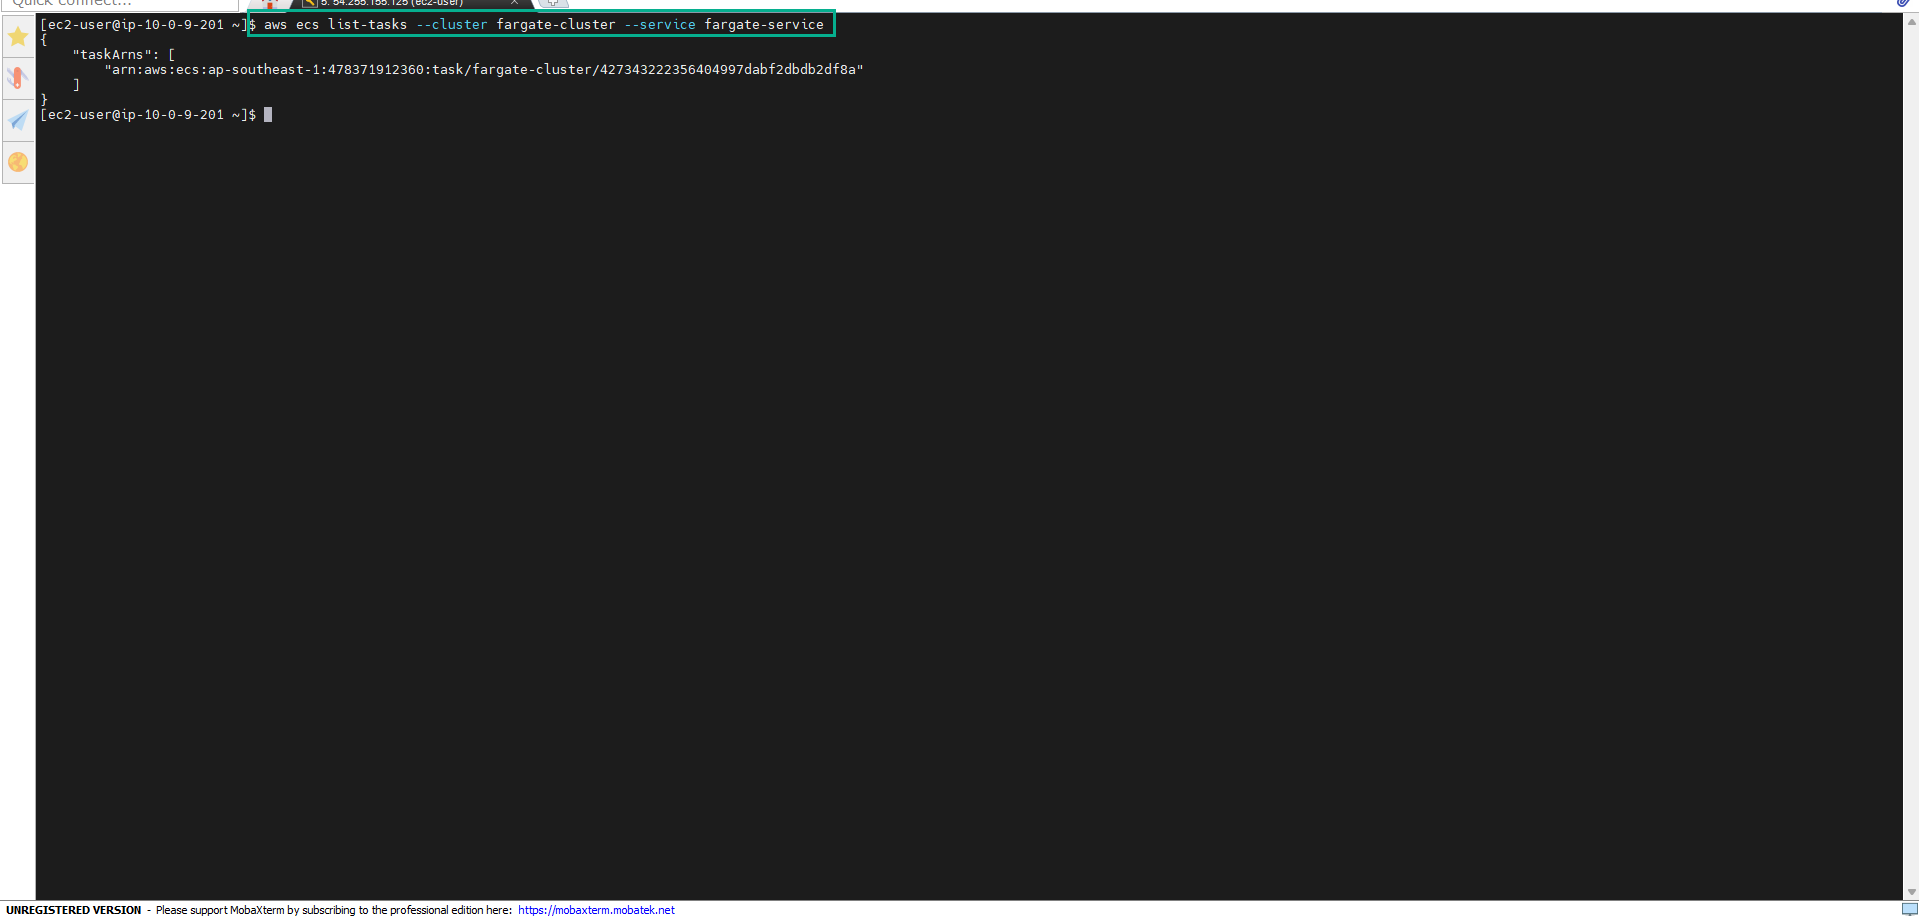 Quick connect...
5. 54.255.155.125 (ec2-user)
[ec2-user@ip-10-0-9-201 ~]$ aws ecs list-tasks --cluster fargate-cluster --service fargate-service
{
    "taskArns": [
        "arn:aws:ecs:ap-southeast-1:478371912360:task/fargate-cluster/427343222356404997dabf2dbdb2df8a"
    ]
}
[ec2-user@ip-10-0-9-201 ~]$
UNREGISTERED VERSION - Please support MobaXterm by subscribing to the professional edition here: https://mobaxterm.mobatek.net